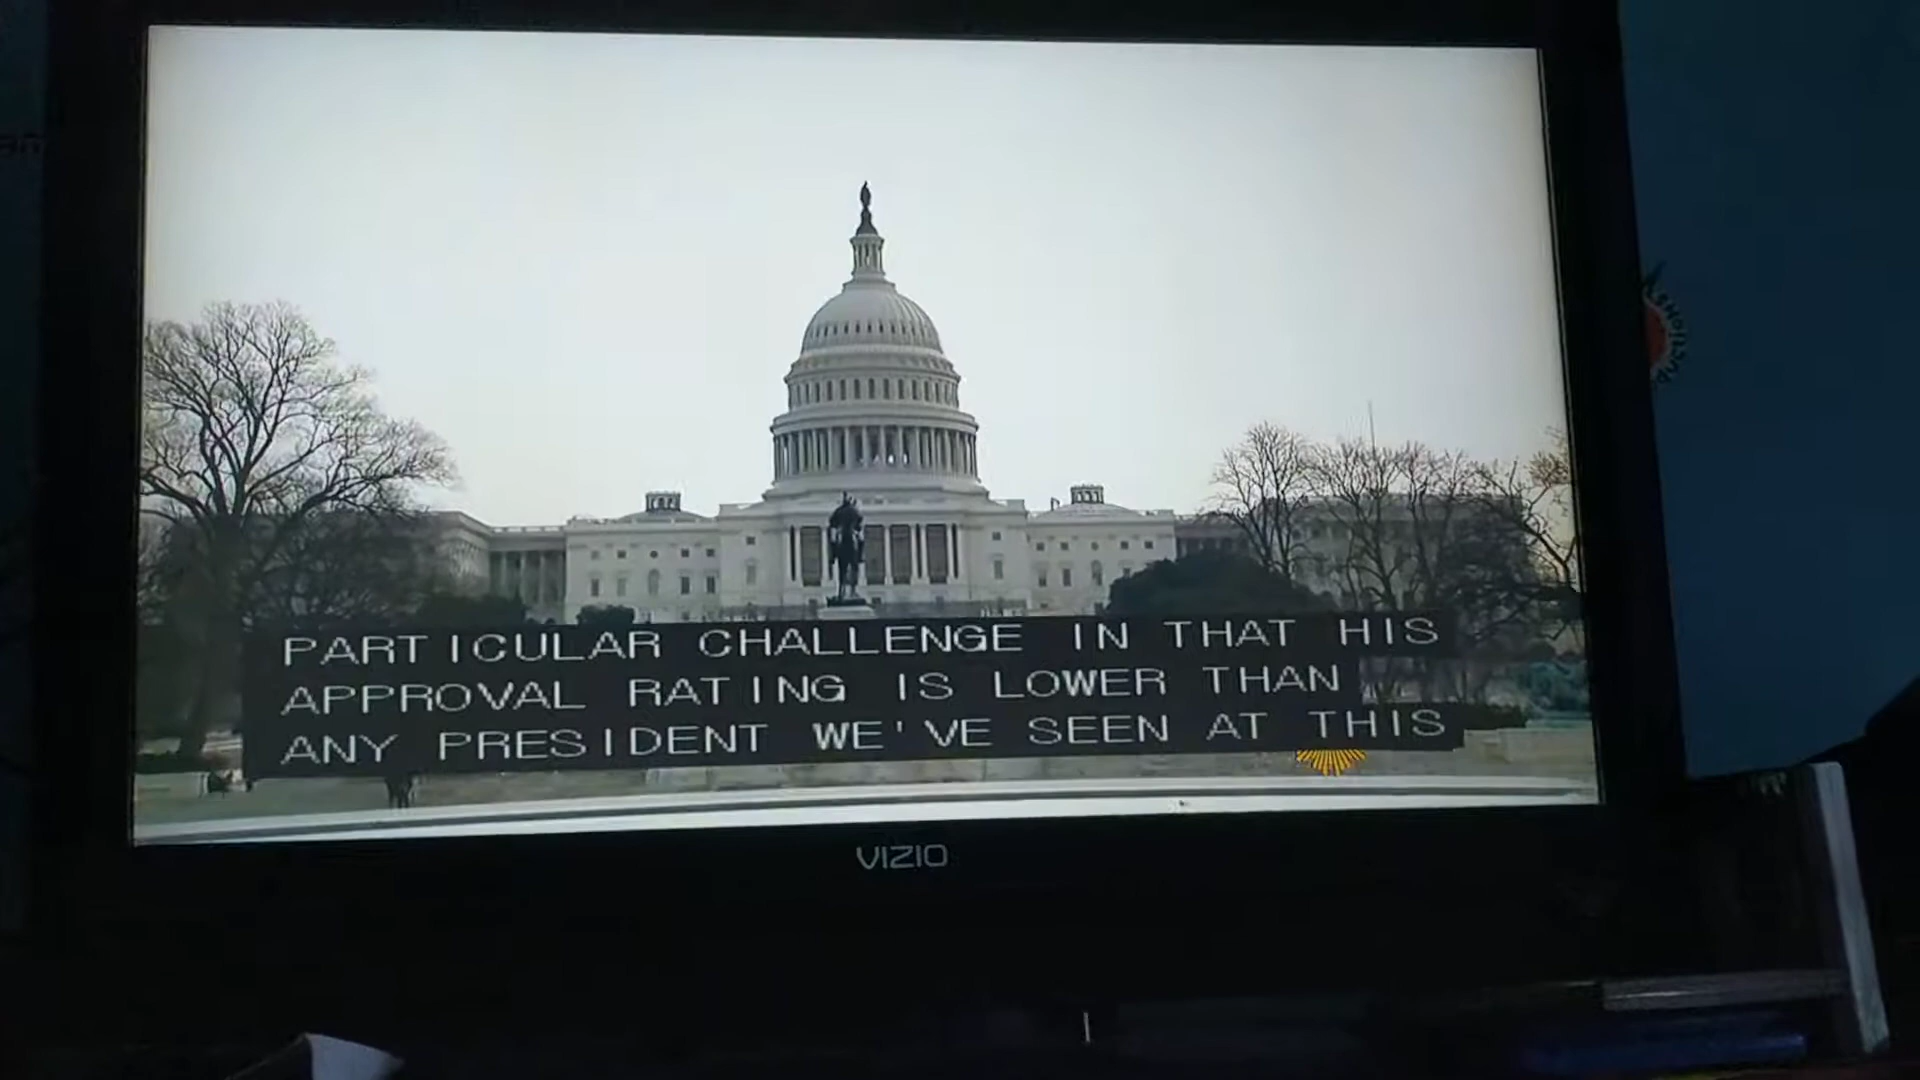 PARTICULAR CHALLENGE IN THAT HIS
APPROVAL RATING IS LOWER THAN
ANY PRESIDENT WE'VE SEEN AT THIS
VIZIO